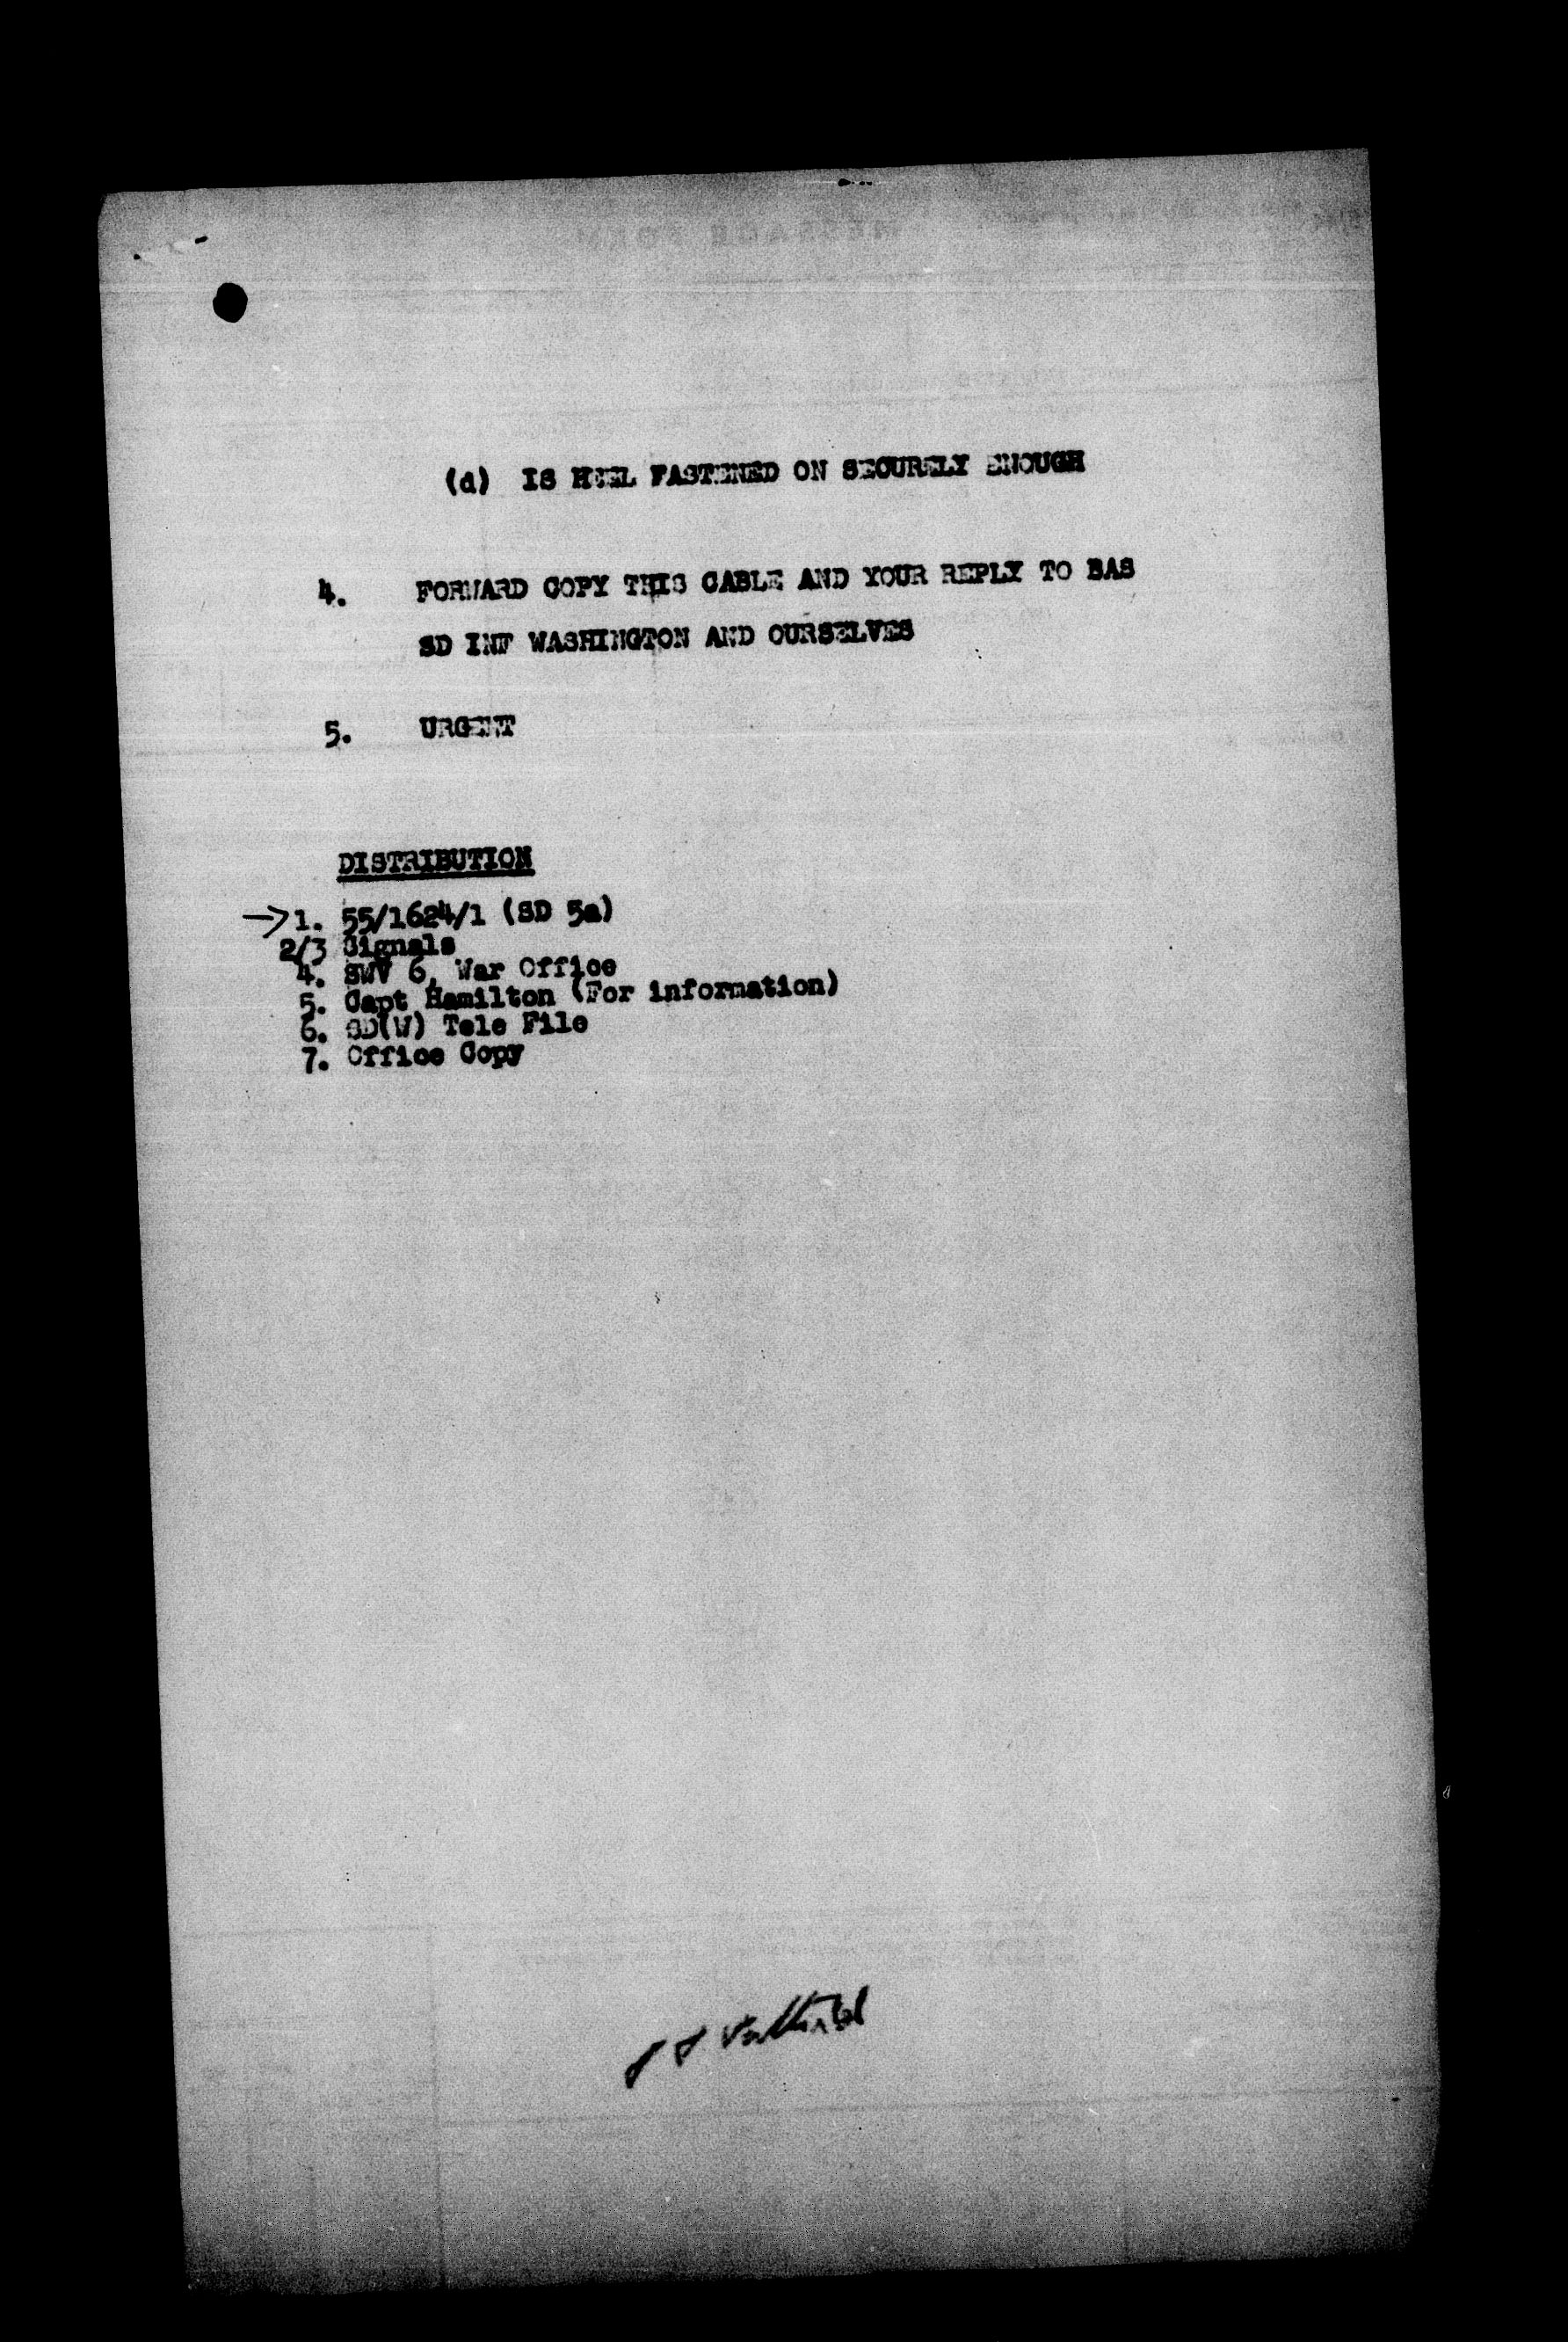 (d) IS HEEL FASTENED ON SECURELY ENOUGH
4. FORWARD COPY THIS CABLE AND YOUR REPLY TO BAS
SD INF WASHINGTON AND OURSELVES
5. URGENT
DISTRIBUTION
→1. 55/1624/1 (SD 5a)
2/3 Signals
4. SWV 6, War Office
5. Capt Hamilton (For information)
6. SD(W) Tele File
7. Office Copy